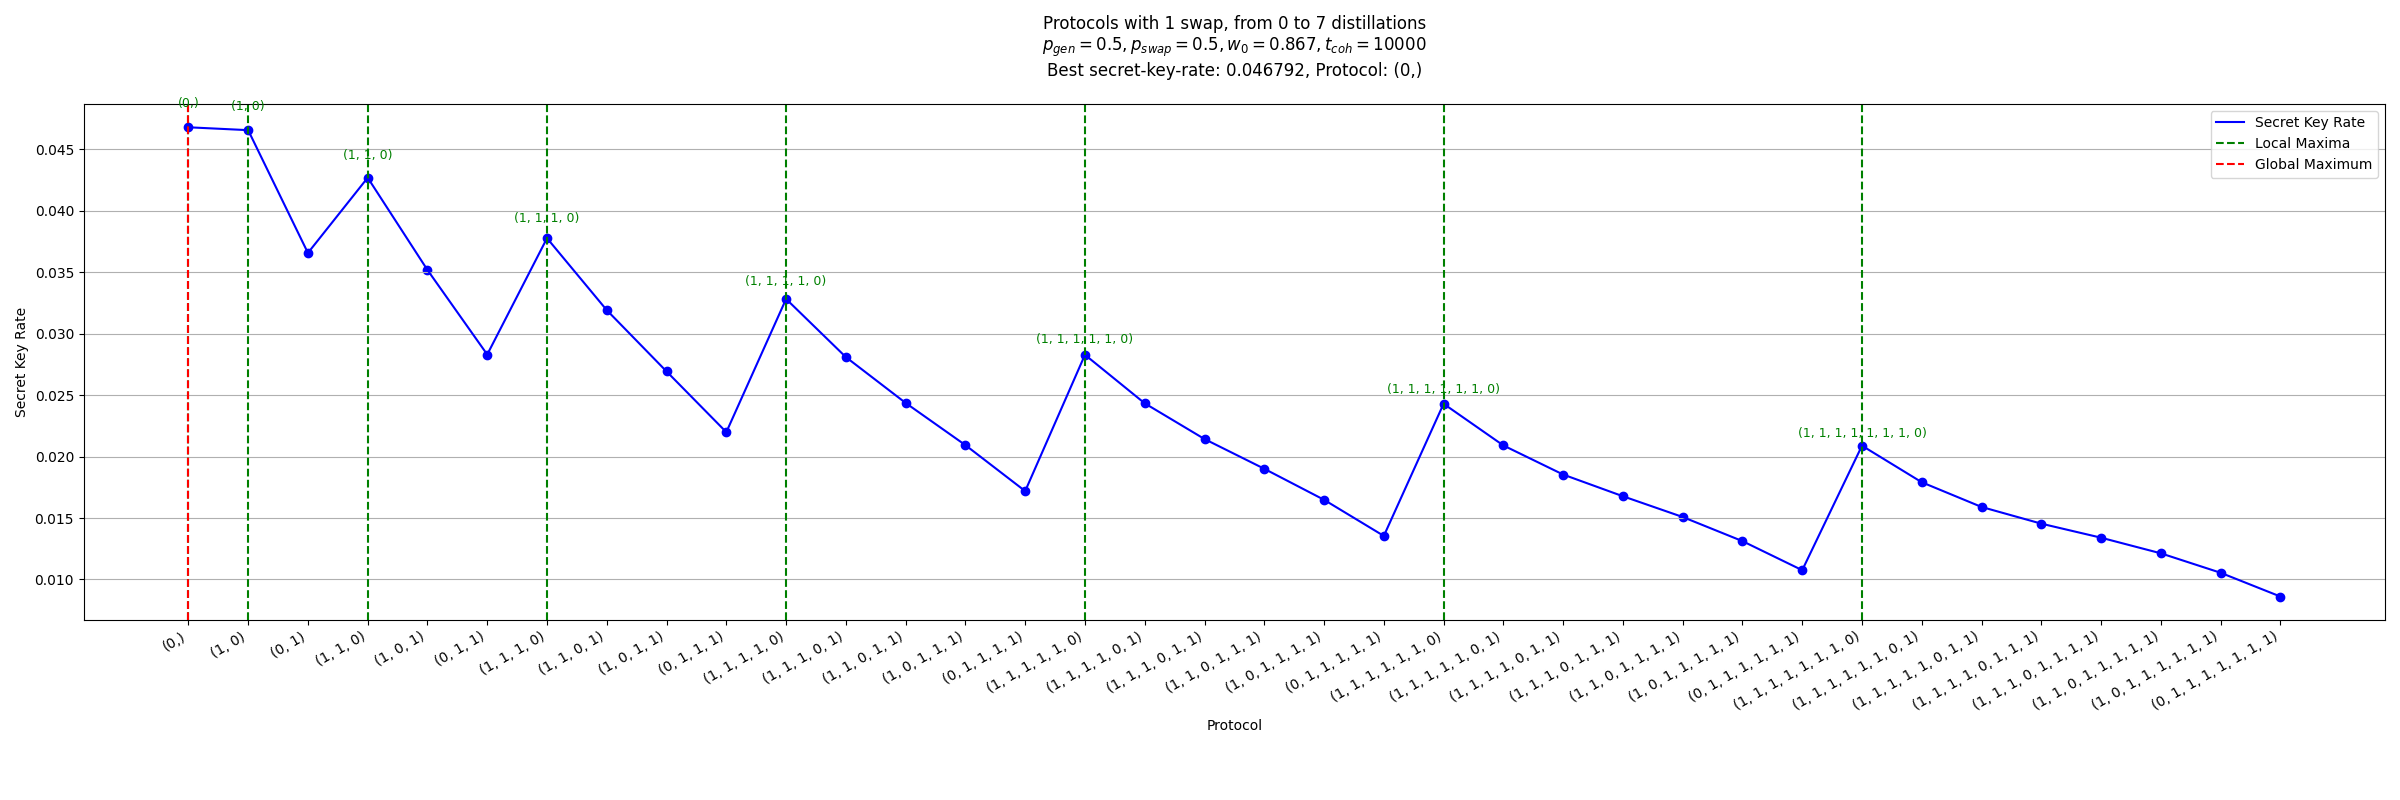 Protocols with 1 swap, from 0 to 7 distillations
p_gen = 0.5, p_swap = 0.5, w_0 = 0.867, t_coh = 10000
Best secret-key-rate: 0.046792, Protocol: (0,)
(0,)
(1, 0)
(1, 1, 0)
(1, 1, 1, 0)
(1, 1, 1, 1, 0)
(1, 1, 1, 1, 1, 0)
(1, 1, 1, 1, 1, 1, 0)
(1, 1, 1, 1, 1, 1, 1, 0)
Secret Key Rate
Local Maxima
Global Maximum
Secret Key Rate
0.045
0.040
0.035
0.030
0.025
0.020
0.015
0.010
(0,)
(1, 0)
(0, 1)
(1, 1, 0)
(1, 0, 1)
(0, 1, 1)
(1, 1, 1, 0)
(1, 1, 0, 1)
(1, 0, 1, 1)
(0, 1, 1, 1)
(1, 1, 1, 1, 0)
(1, 1, 1, 0, 1)
(1, 1, 0, 1, 1)
(1, 0, 1, 1, 1)
(0, 1, 1, 1, 1)
(1, 1, 1, 1, 1, 0)
(1, 1, 1, 1, 0, 1)
(1, 1, 1, 0, 1, 1)
(1, 1, 0, 1, 1, 1)
(1, 0, 1, 1, 1, 1)
(0, 1, 1, 1, 1, 1)
(1, 1, 1, 1, 1, 1, 0)
(1, 1, 1, 1, 1, 0, 1)
(1, 1, 1, 1, 0, 1, 1)
(1, 1, 1, 0, 1, 1, 1)
(1, 1, 0, 1, 1, 1, 1)
(1, 0, 1, 1, 1, 1, 1)
(0, 1, 1, 1, 1, 1, 1)
(1, 1, 1, 1, 1, 1, 1, 0)
(1, 1, 1, 1, 1, 1, 0, 1)
(1, 1, 1, 1, 1, 0, 1, 1)
(1, 1, 1, 1, 0, 1, 1, 1)
(1, 1, 1, 0, 1, 1, 1, 1)
(1, 1, 0, 1, 1, 1, 1, 1)
(1, 0, 1, 1, 1, 1, 1, 1)
(0, 1, 1, 1, 1, 1, 1, 1)
Protocol